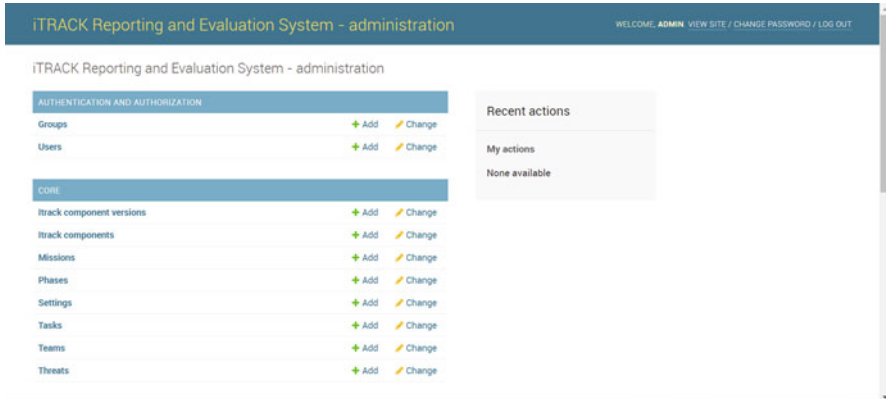 iTRACK Reporting and Evaluation System - administration
WELCOME, ADMIN. VIEW SITE / CHANGE PASSWORD / LOG OUT
iTRACK Reporting and Evaluation System - administration
AUTHENTICATION AND AUTHORIZATION
Groups + Add Change
Users + Add Change
CORE
Itrack component versions + Add Change
Itrack components + Add Change
Missions + Add Change
Phases + Add Change
Settings + Add Change
Tasks + Add Change
Teams + Add Change
Threats + Add Change
Recent actions
My actions
None available